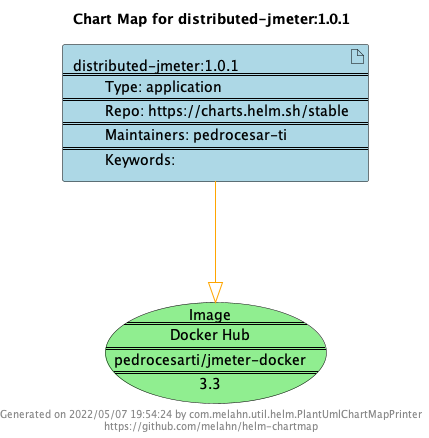 Chart Map for distributed-jmeter:1.0.1
distributed-jmeter:1.0.1
Type: application
Repo: https://charts.helm.sh/stable
Maintainers: pedrocesar-ti
Keywords:
Image
Docker Hub
pedrocesarti/jmeter-docker
3.3
Generated on 2022/05/07 19:54:24 by com.melahn.util.helm.PlantUmlChartMapPrinter
https://github.com/melahn/helm-chartmap